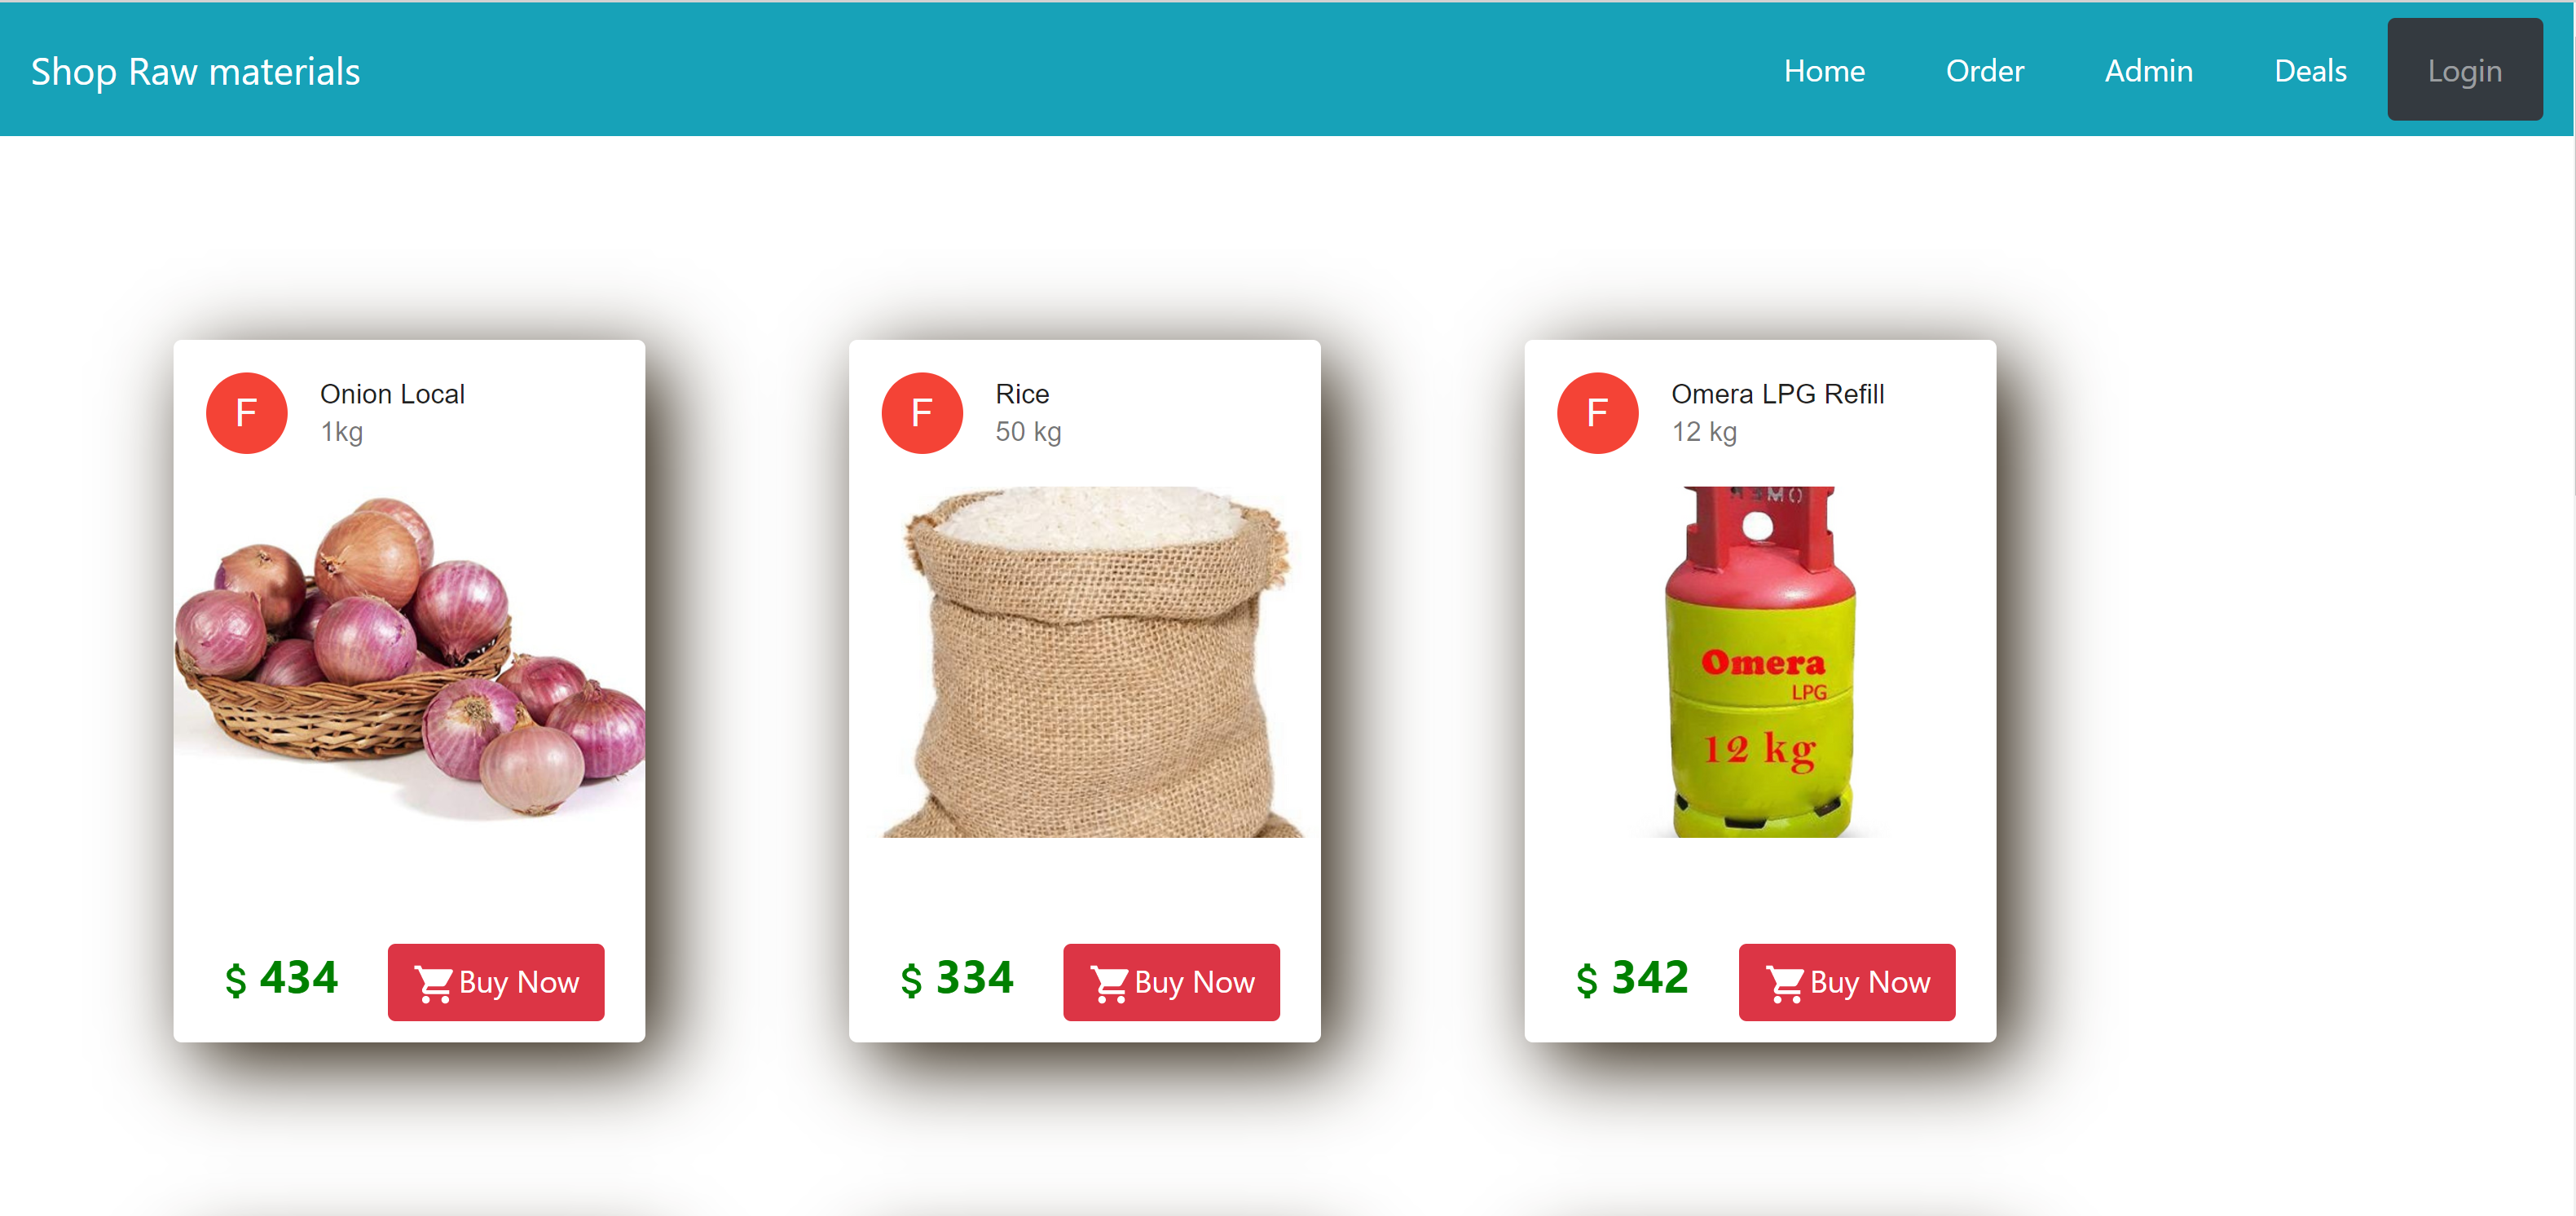 Shop Raw materials
Home Order Admin Deals Login
F
Onion Local
1kg
$ 434
Buy Now
F
Rice
50 kg
$ 334
Buy Now
F
Omera LPG Refill
12 kg
Omera
LPG
12 kg
$ 342
Buy Now